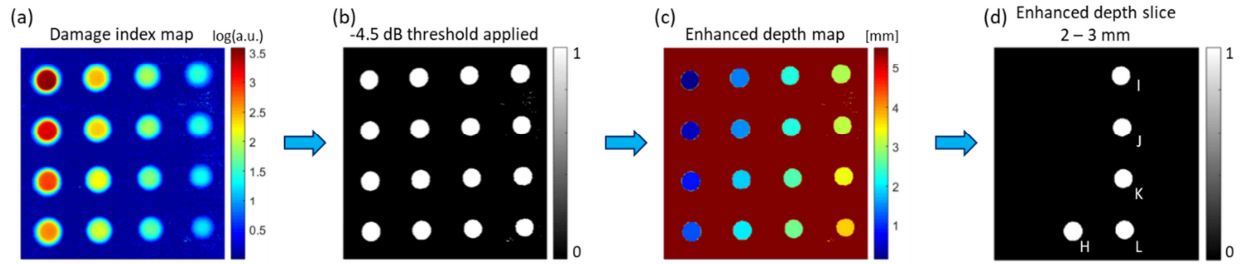 (a)
Damage index map
log(a.u.)
3.5
3
2.5
2
1.5
1
0.5
(b)
-4.5 dB threshold applied
1
0
(c)
Enhanced depth map
[mm]
5
4
3
2
1
(d)
Enhanced depth slice
2 – 3 mm
I
J
K
H
L
1
0